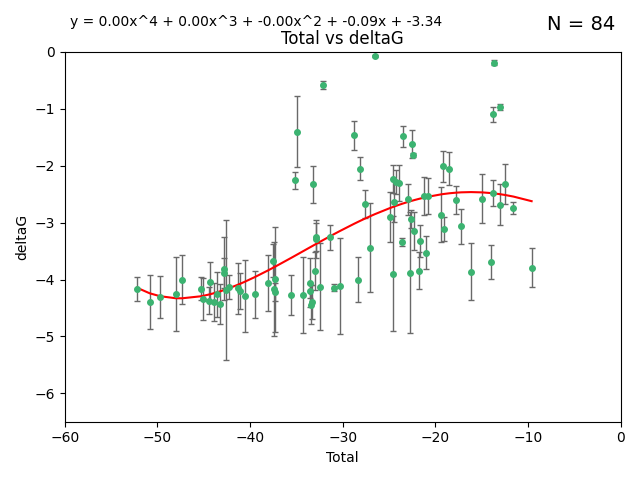 y = 0.00x^4 + 0.00x^3 + -0.00x^2 + -0.09x + -3.34
N = 84
Total vs deltaG
deltaG
0
−1
−2
−3
−4
−5
−6
−60 −50 −40 −30 −20 −10 0
Total